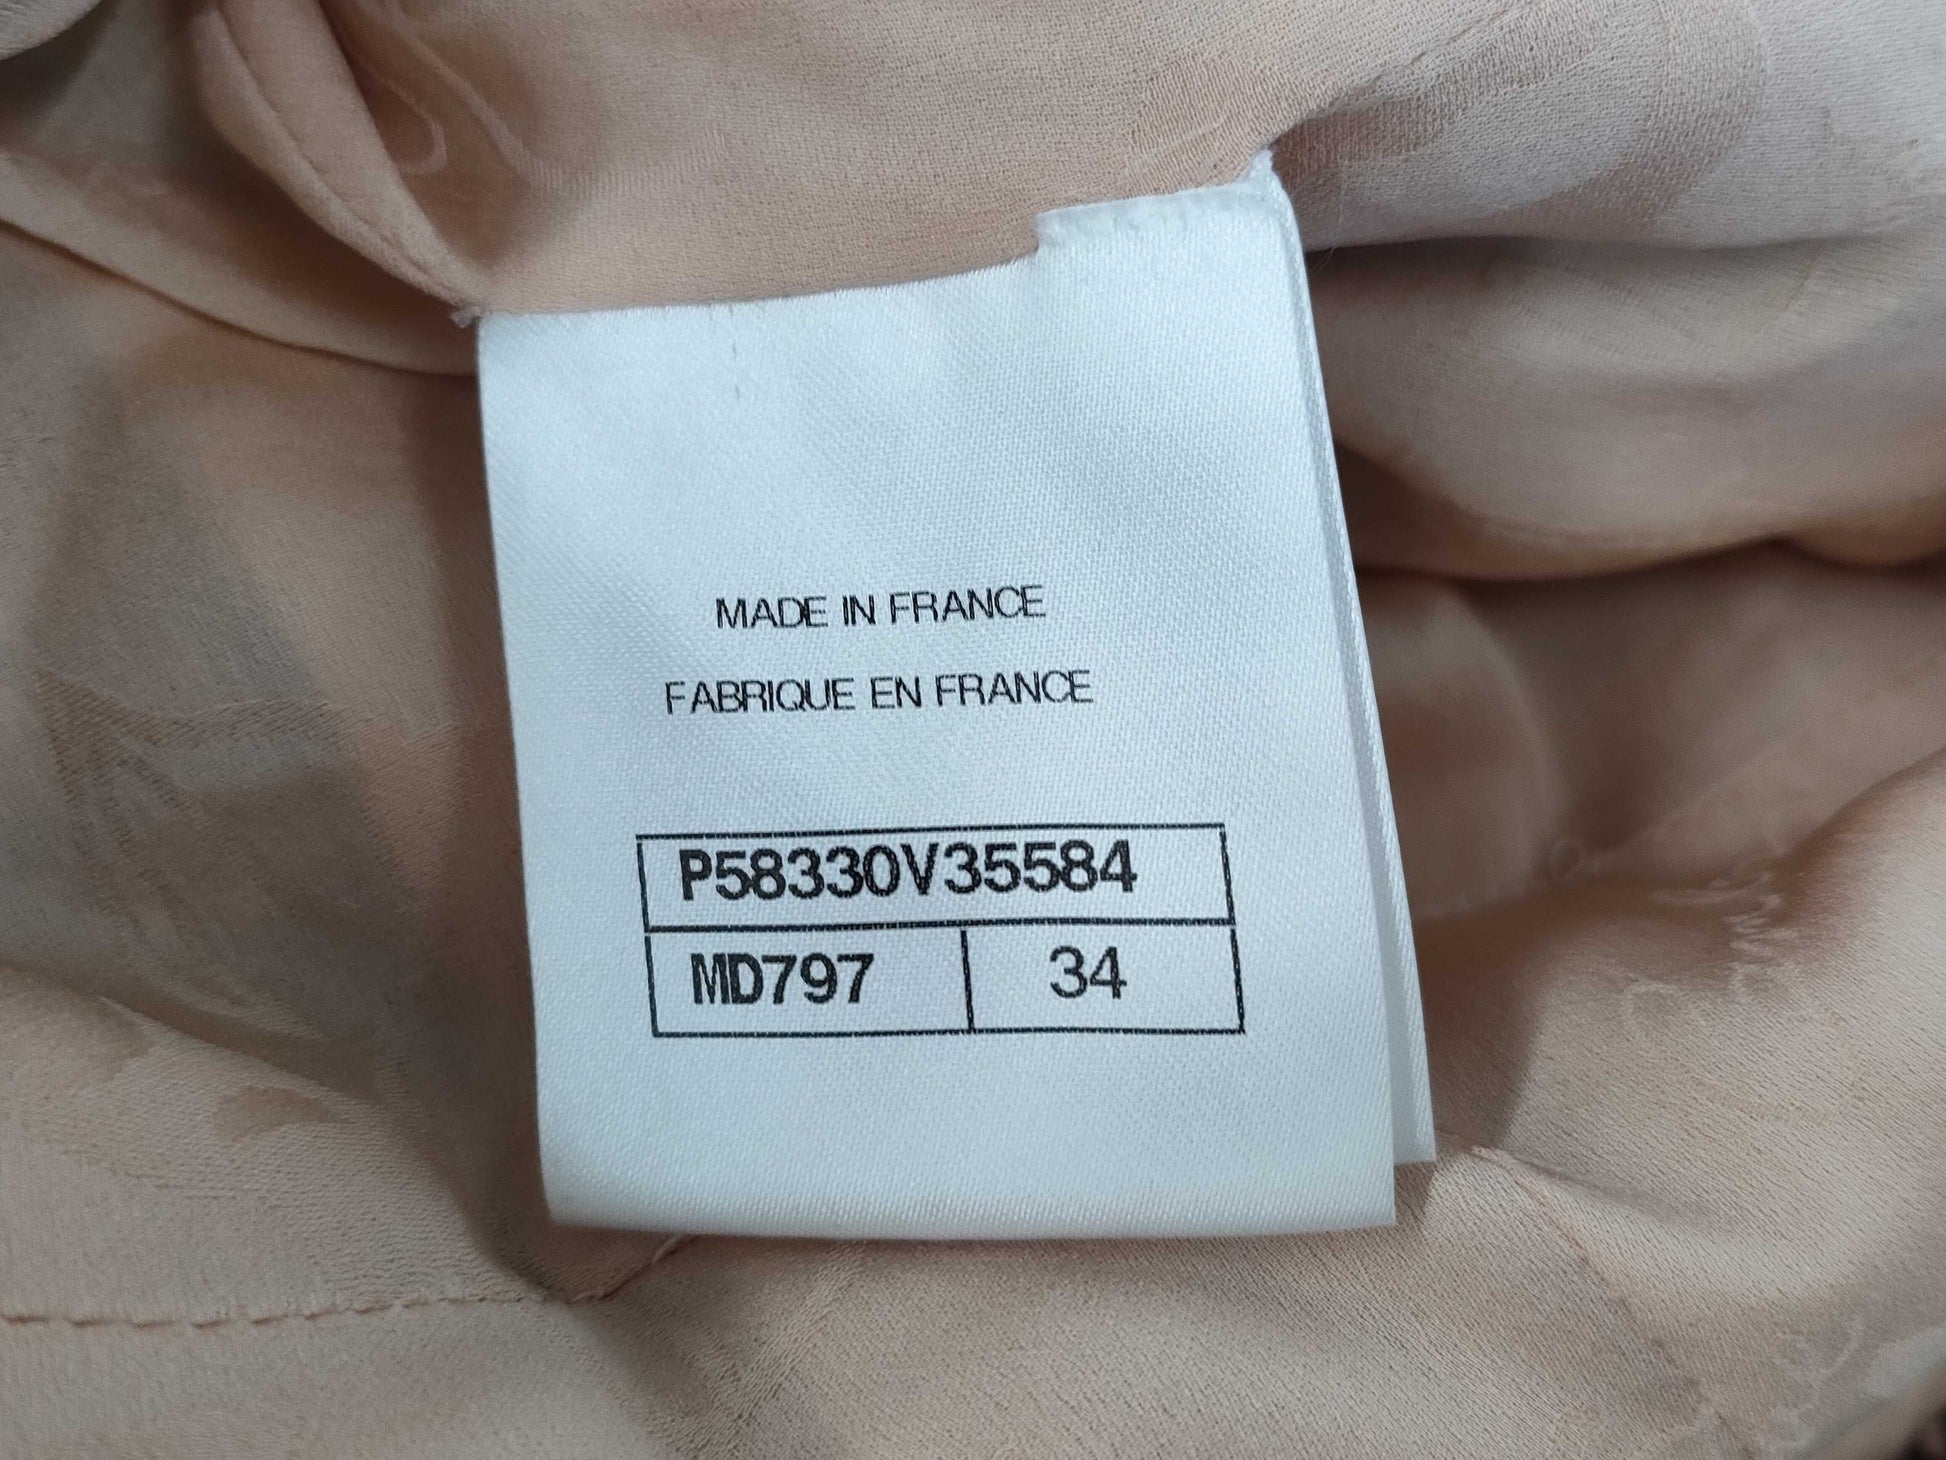 MADE IN FRANCE
FABRIQUE EN FRANCE
P58330V35584
MD797 34